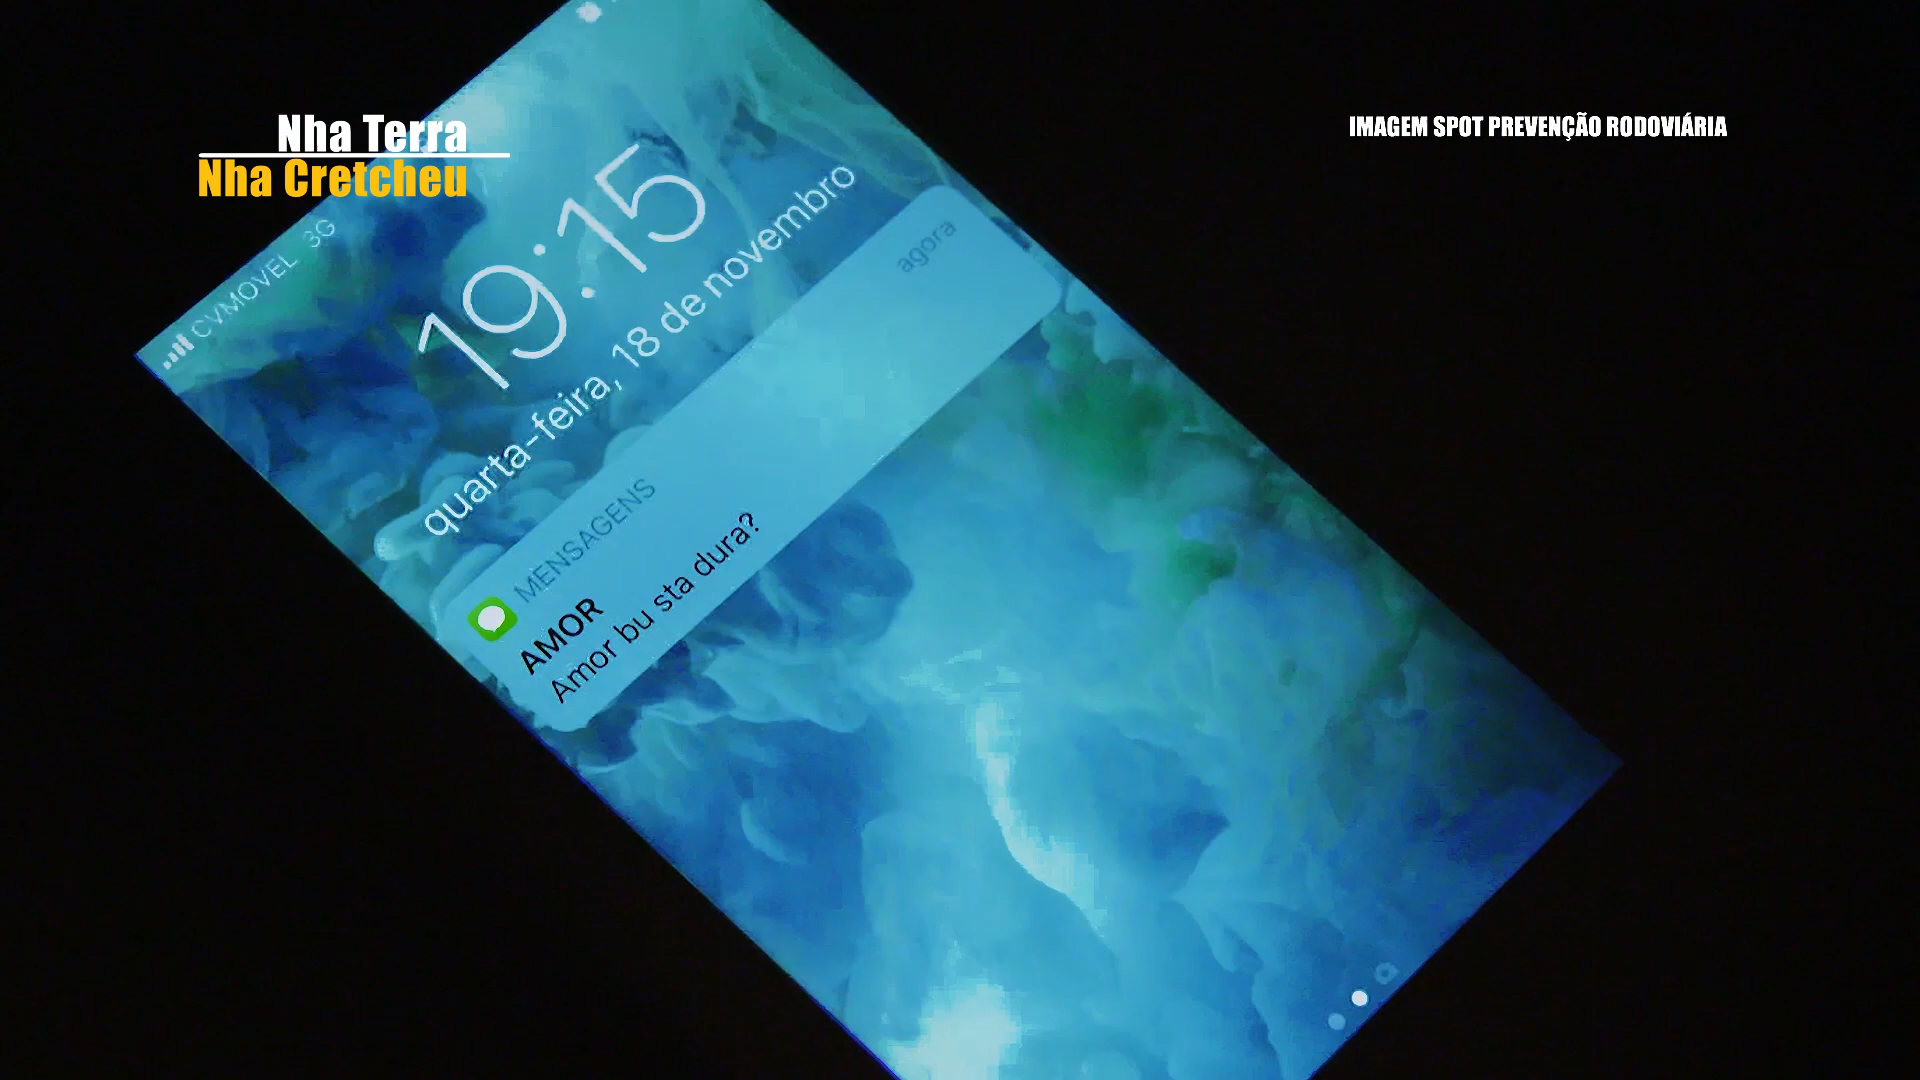 Nha Terra
Nha Cretcheu
IMAGEM SPOT PREVENÇÃO RODOVIÁRIA
CVMOVEL 3G
19:15
quarta-feira, 18 de novembro
MENSAGENS
agora
AMOR
Amor bu sta dura?